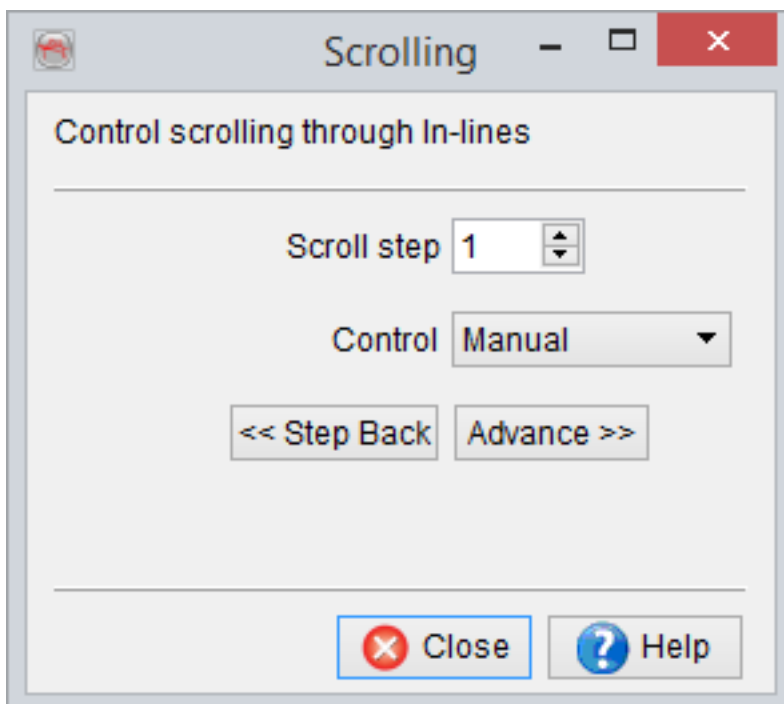 Scrolling
Control scrolling through In-lines
Scroll step 1
Control Manual
<< Step Back Advance >>
Close Help